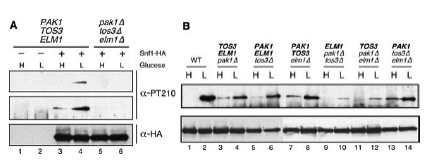 A
PAK1 TOS3 ELM1
pak1Δ tos3Δ elm1Δ
− − + + + + Snf1-HA
H L H L H L Glucose
α-PT210
α-HA
1 2 3 4 5 6
B
WT
TOS3 ELM1 pak1Δ
PAK1 ELM1 tos3Δ
PAK1 TOS3 elm1Δ
ELM1 pak1Δ tos3Δ
TOS3 pak1Δ elm1Δ
PAK1 tos3Δ elm1Δ
H L H L H L H L H L H L H L
1 2 3 4 5 6 7 8 9 10 11 12 13 14